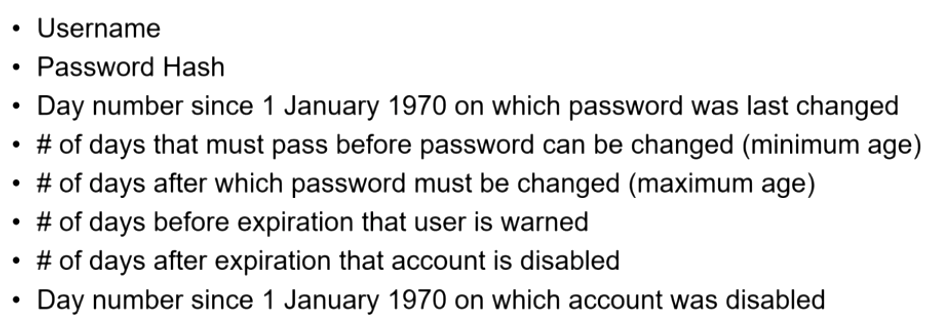 • Username
• Password Hash
• Day number since 1 January 1970 on which password was last changed
• # of days that must pass before password can be changed (minimum age)
• # of days after which password must be changed (maximum age)
• # of days before expiration that user is warned
• # of days after expiration that account is disabled
• Day number since 1 January 1970 on which account was disabled